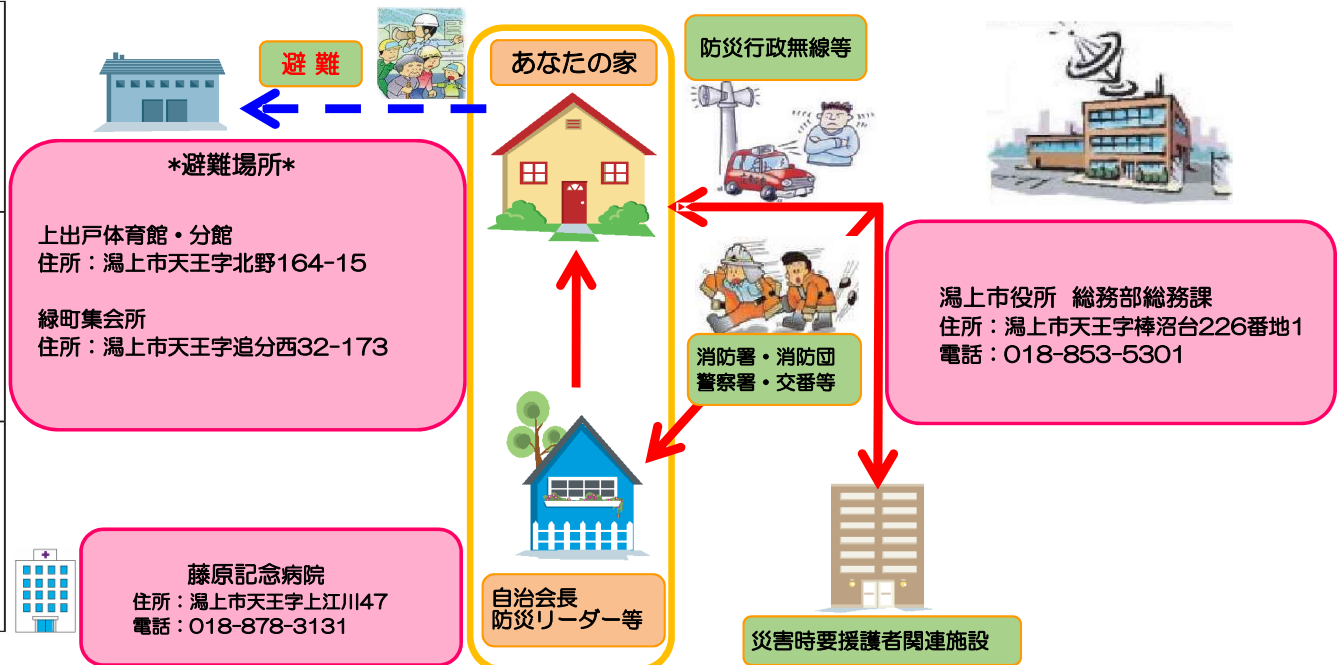 避 難
あなたの家
防災行政無線等
*避難場所*
上出戸体育館・分館
住所：潟上市天王字北野164-15
緑町集会所
住所：潟上市天王字追分西32-173
消防署・消防団
警察署・交番等
潟上市役所 総務部総務課
住所：潟上市天王字棒沼台226番地1
電話：018-853-5301
藤原記念病院
住所：潟上市天王字上江川47
電話：018-878-3131
自治会長
防災リーダー等
災害時要援護者関連施設